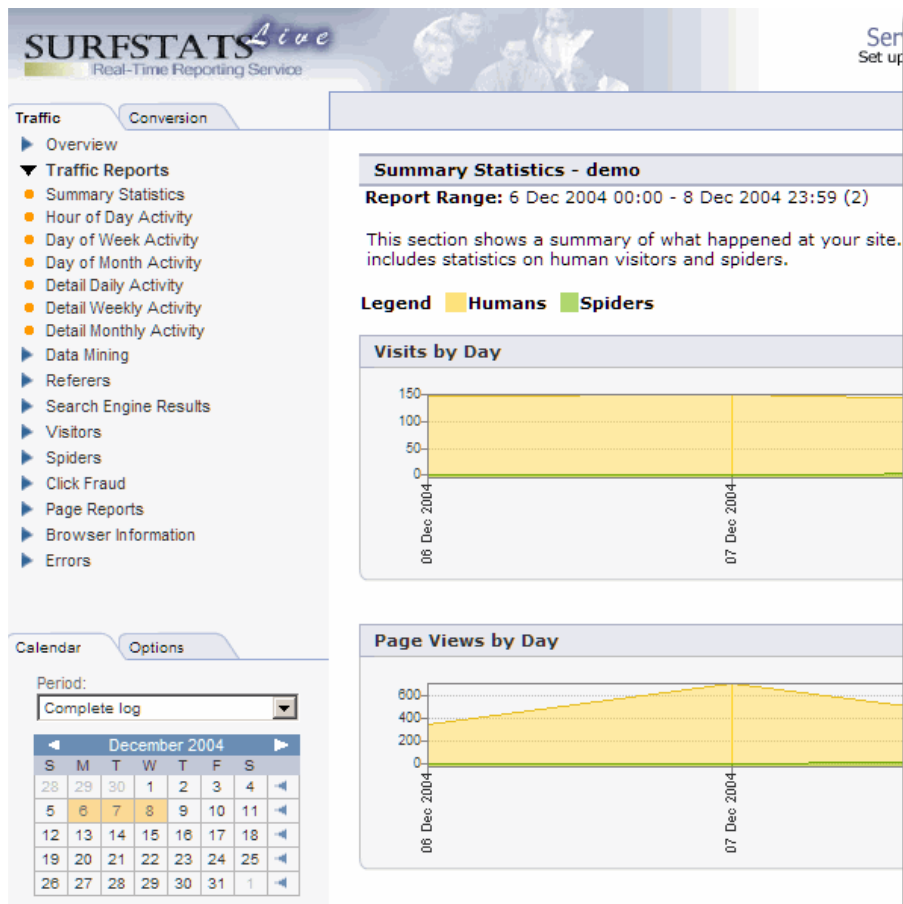 SURFSTATS Live
Real-Time Reporting Service
Ser
Set up
Traffic
Conversion
Overview
Traffic Reports
Summary Statistics
Hour of Day Activity
Day of Week Activity
Day of Month Activity
Detail Daily Activity
Detail Weekly Activity
Detail Monthly Activity
Data Mining
Referers
Search Engine Results
Visitors
Spiders
Click Fraud
Page Reports
Browser Information
Errors
Calendar
Options
Period:
Complete log
December 2004
S M T W T F S
28 29 30 1 2 3 4
5 6 7 8 9 10 11
12 13 14 15 16 17 18
19 20 21 22 23 24 25
26 27 28 29 30 31 1
Summary Statistics - demo
Report Range: 6 Dec 2004 00:00 - 8 Dec 2004 23:59 (2)
This section shows a summary of what happened at your site.
includes statistics on human visitors and spiders.
Legend Humans Spiders
Visits by Day
150
100
50
0
06 Dec 2004
07 Dec 2004
Page Views by Day
600
400
200
0
06 Dec 2004
07 Dec 2004